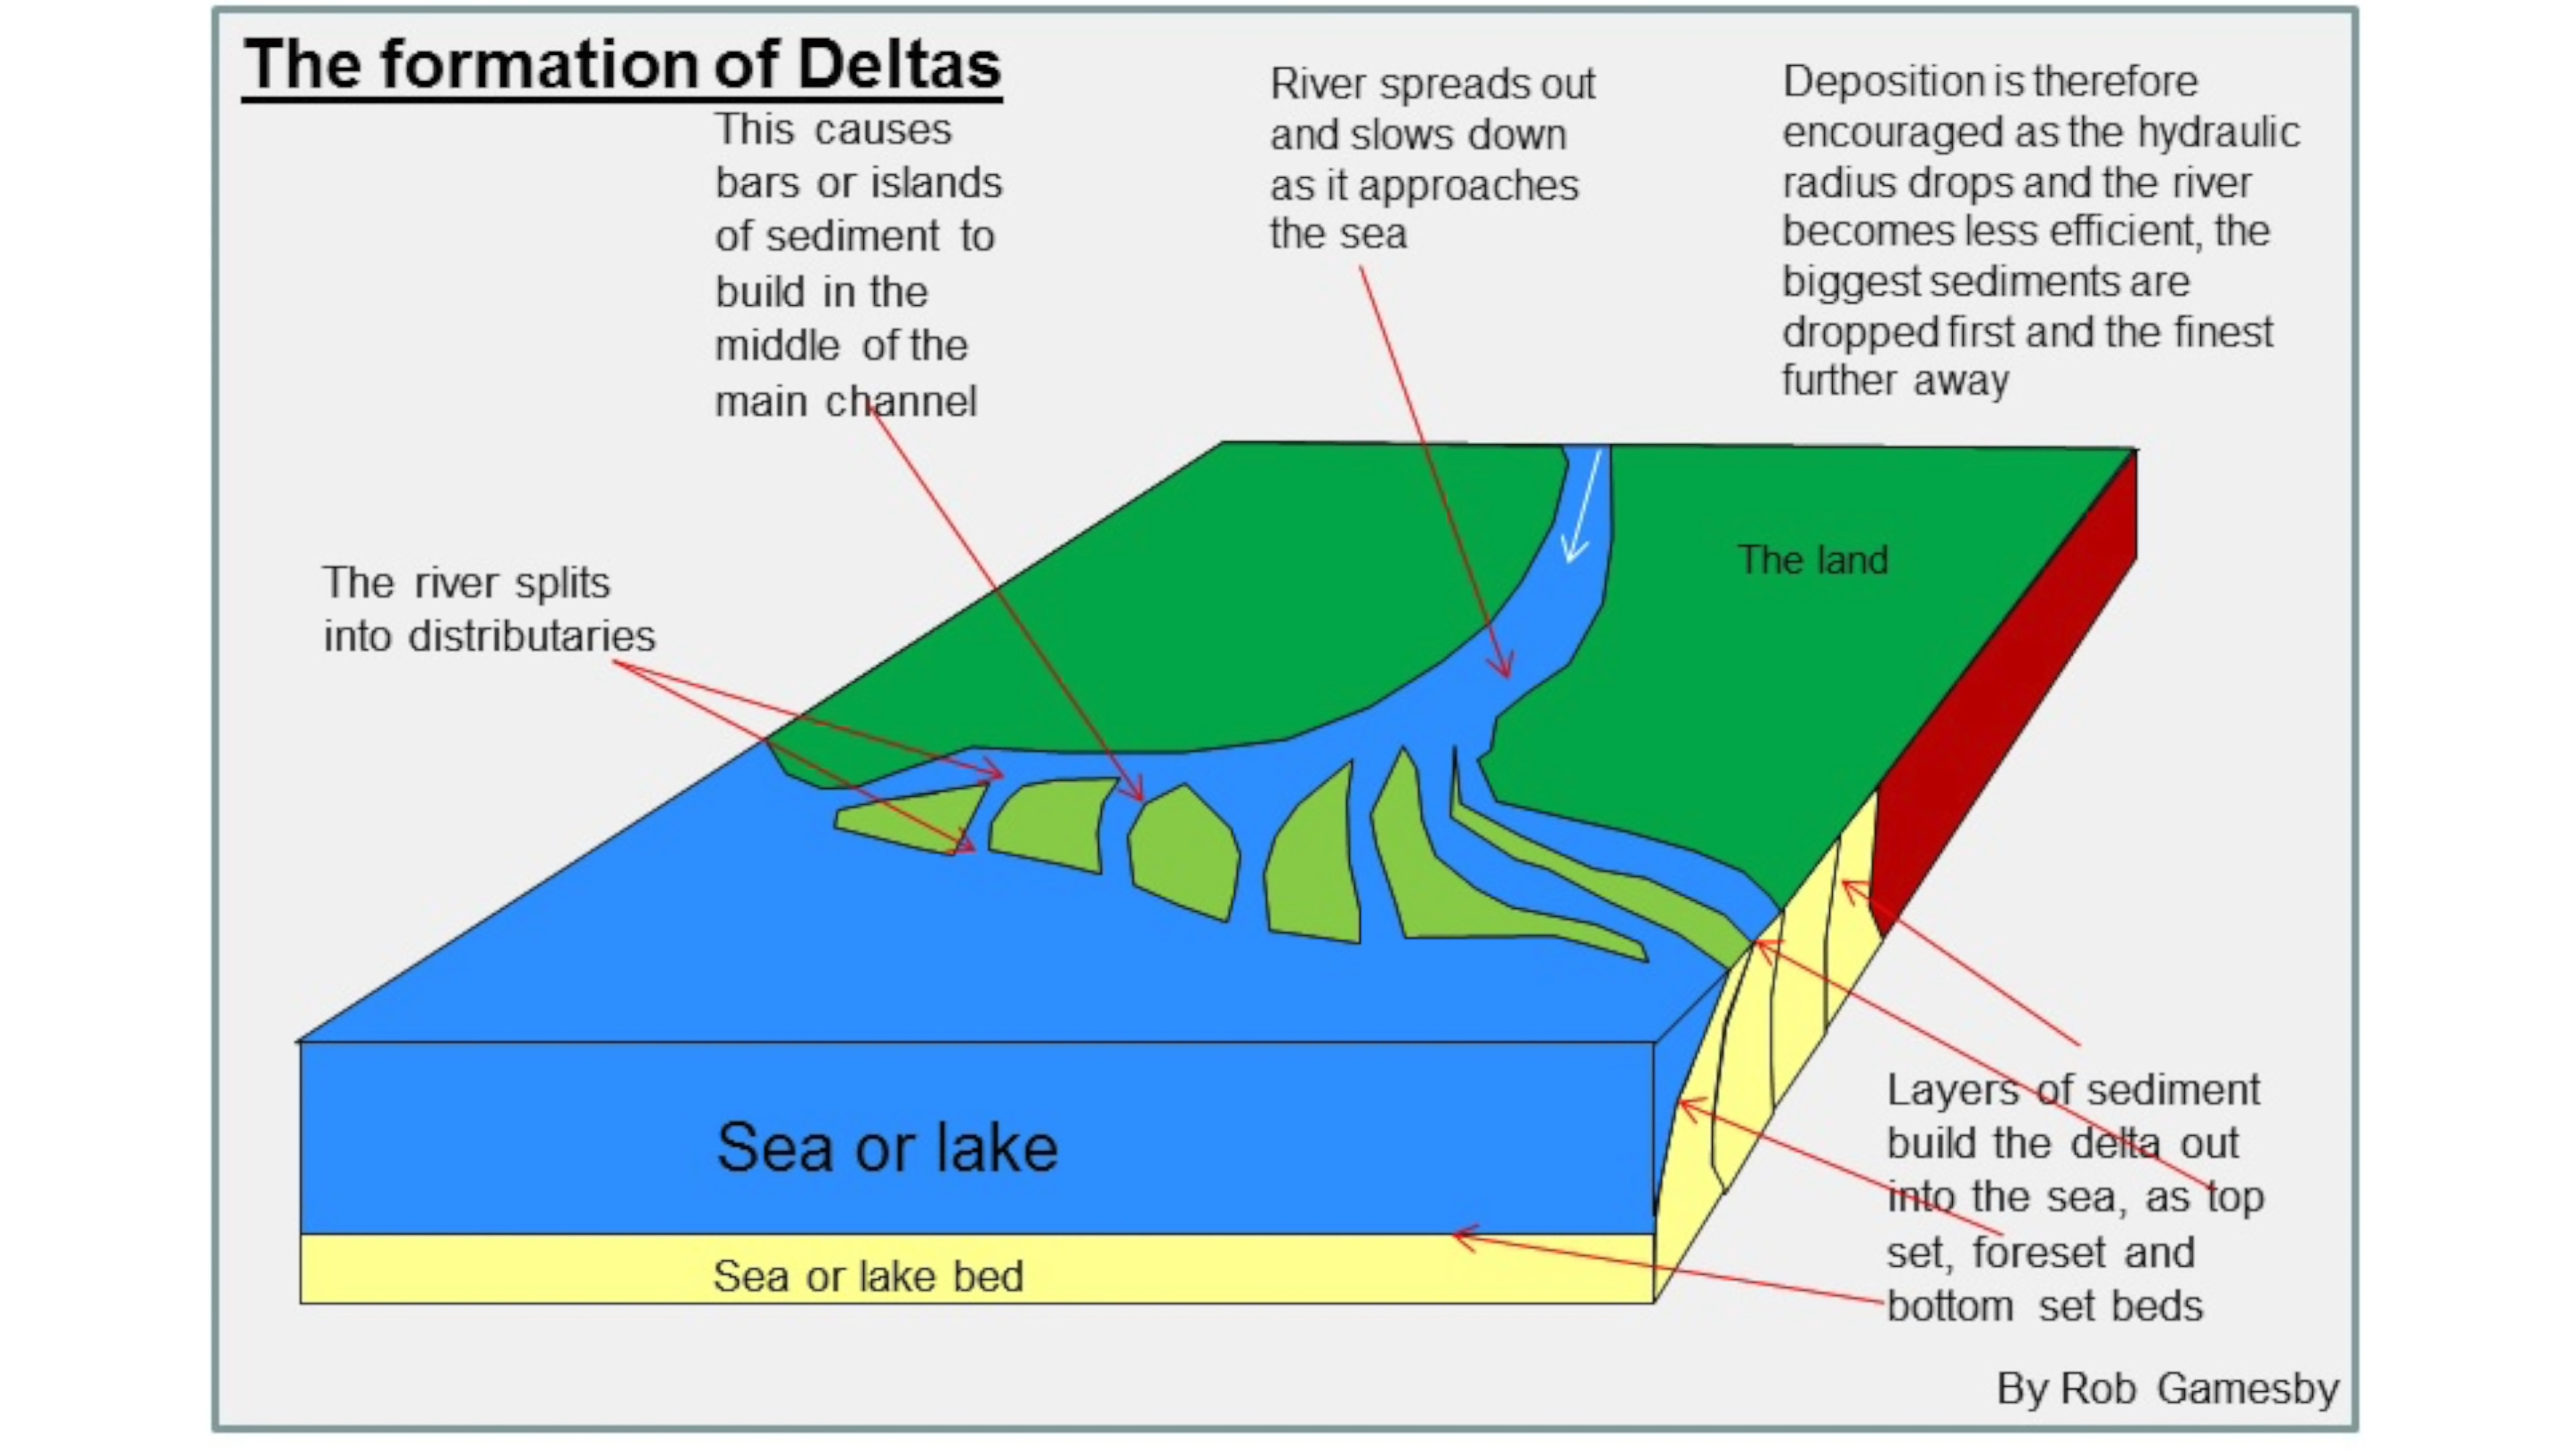 The formation of Deltas
This causes
bars or islands
of sediment to
build in the
middle of the
main channel
River spreads out
and slows down
as it approaches
the sea
Deposition is therefore
encouraged as the hydraulic
radius drops and the river
becomes less efficient, the
biggest sediments are
dropped first and the finest
further away
The river splits
into distributaries
The land
Sea or lake
Sea or lake bed
Layers of sediment
build the delta out
into the sea, as top
set, foreset and
bottom set beds
By Rob Gamesby